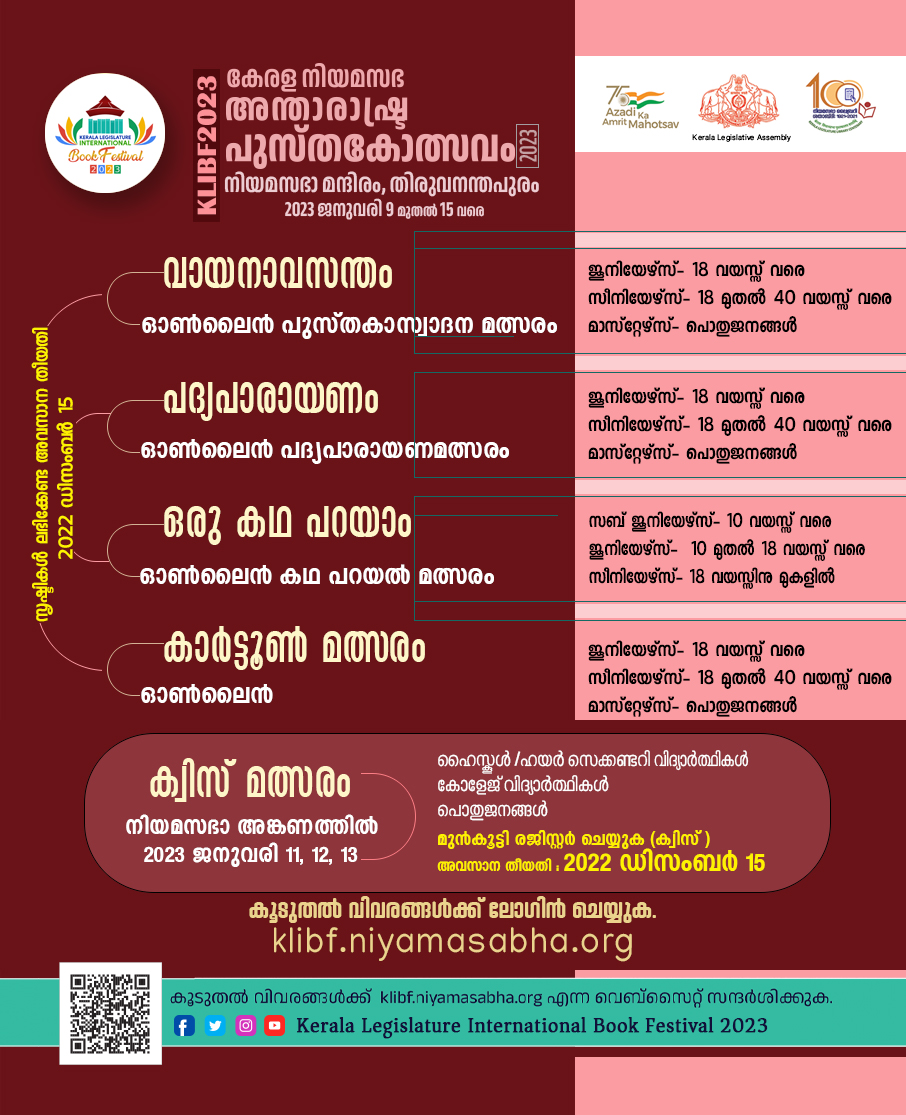 KERALA LEGISLATURE
INTERNATIONAL
Book Festival
2023
KLIBF2023
കേരള നിയമസഭ
അന്താരാഷ്ട്ര
പുസ്തകോത്സവം 2023
നിയമസഭാ മന്ദിരം, തിരുവനന്തപുരം
2023 ജനുവരി 9 മുതൽ 15 വരെ
75
Azadi Ka
Amrit Mahotsav
Kerala Legislative Assembly
100
സൃഷ്ടികൾ ലഭിക്കേണ്ട അവസാന തീയതി
2022 ഡിസംബർ 15
വായനാവസന്തം
ഓൺലൈൻ പുസ്തകാസ്വാദന മത്സരം
ജൂനിയേഴ്സ്- 18 വയസ്സ് വരെ
സീനിയേഴ്സ്- 18 മുതൽ 40 വയസ്സ് വരെ
മാസ്റ്റേഴ്സ്- പൊതുജനങ്ങൾ
പദ്യപാരായണം
ഓൺലൈൻ പദ്യപാരായണമത്സരം
ജൂനിയേഴ്സ്- 18 വയസ്സ് വരെ
സീനിയേഴ്സ്- 18 മുതൽ 40 വയസ്സ് വരെ
മാസ്റ്റേഴ്സ്- പൊതുജനങ്ങൾ
ഒരു കഥ പറയാം
ഓൺലൈൻ കഥ പറയൽ മത്സരം
സബ് ജൂനിയേഴ്സ്- 10 വയസ്സ് വരെ
ജൂനിയേഴ്സ്- 10 മുതൽ 18 വയസ്സ് വരെ
സീനിയേഴ്സ്- 18 വയസ്സിനു മുകളിൽ
കാർട്ടൂൺ മത്സരം
ഓൺലൈൻ
ജൂനിയേഴ്സ്- 18 വയസ്സ് വരെ
സീനിയേഴ്സ്- 18 മുതൽ 40 വയസ്സ് വരെ
മാസ്റ്റേഴ്സ്- പൊതുജനങ്ങൾ
ക്വിസ് മത്സരം
നിയമസഭാ അങ്കണത്തിൽ
2023 ജനുവരി 11, 12, 13
ഹൈസ്കൂൾ /ഹയർ സെക്കണ്ടറി വിദ്യാർത്ഥികൾ
കോളേജ് വിദ്യാർത്ഥികൾ
പൊതുജനങ്ങൾ
മുൻകൂട്ടി രജിസ്റ്റർ ചെയ്യുക (ക്വിസ് )
അവസാന തീയതി : 2022 ഡിസംബർ 15
കൂടുതൽ വിവരങ്ങൾക്ക് ലോഗിൻ ചെയ്യുക.
klibf.niyamasabha.org
കൂടുതൽ വിവരങ്ങൾക്ക് klibf.niyamasabha.org എന്ന വെബ്സൈറ്റ് സന്ദർശിക്കുക.
Kerala Legislature International Book Festival 2023